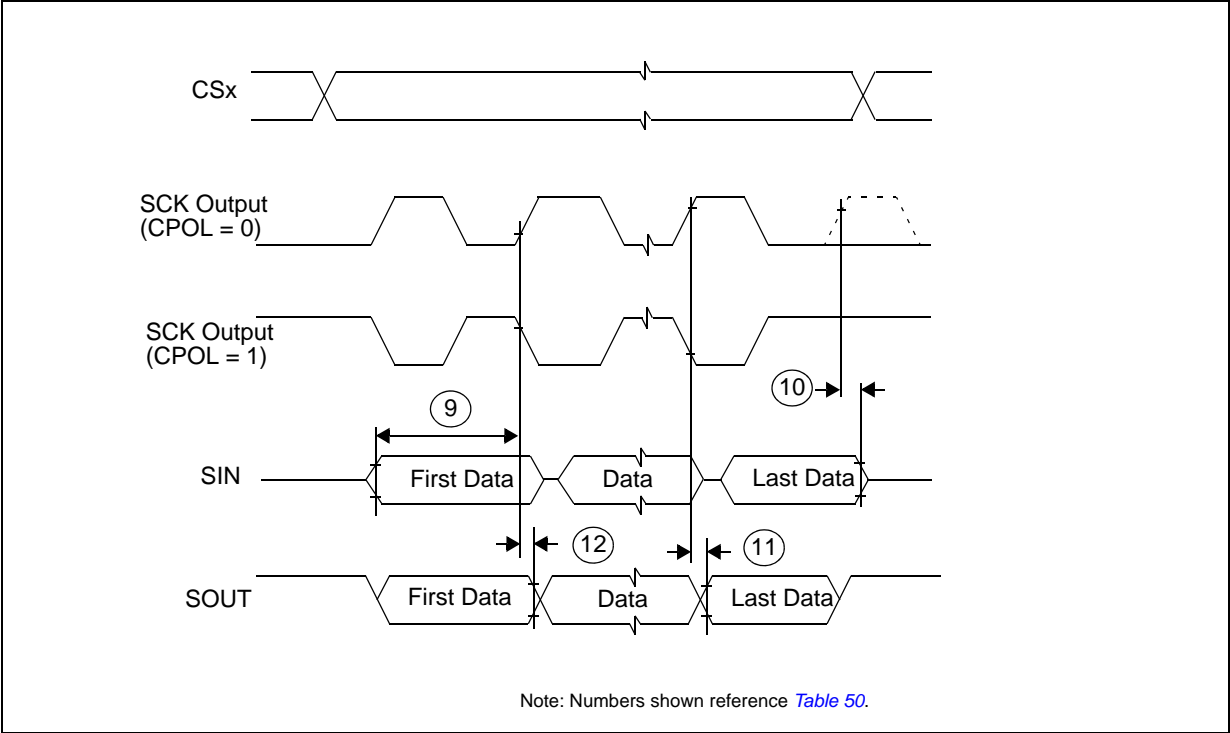 CSx
SCK Output
(CPOL = 0)
SCK Output
(CPOL = 1)
10
9
SIN
First Data
Data
Last Data
12
11
SOUT
First Data
Data
Last Data
Note: Numbers shown reference Table 50.